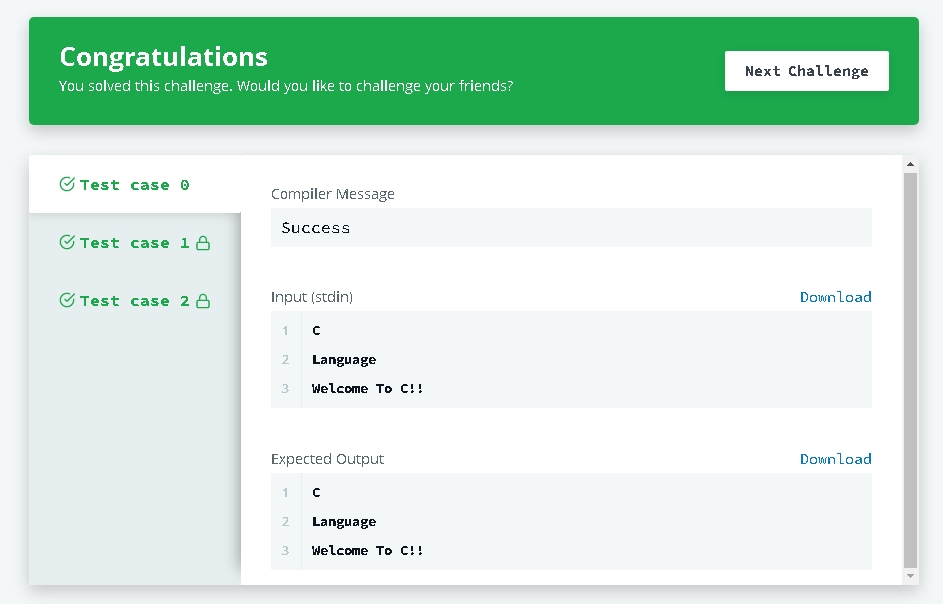 Congratulations
You solved this challenge. Would you like to challenge your friends?
Next Challenge
Test case 0
Test case 1
Test case 2
Compiler Message
Success
Input (stdin)
Download
1 C
2 Language
3 Welcome To C!!
Expected Output
Download
1 C
2 Language
3 Welcome To C!!